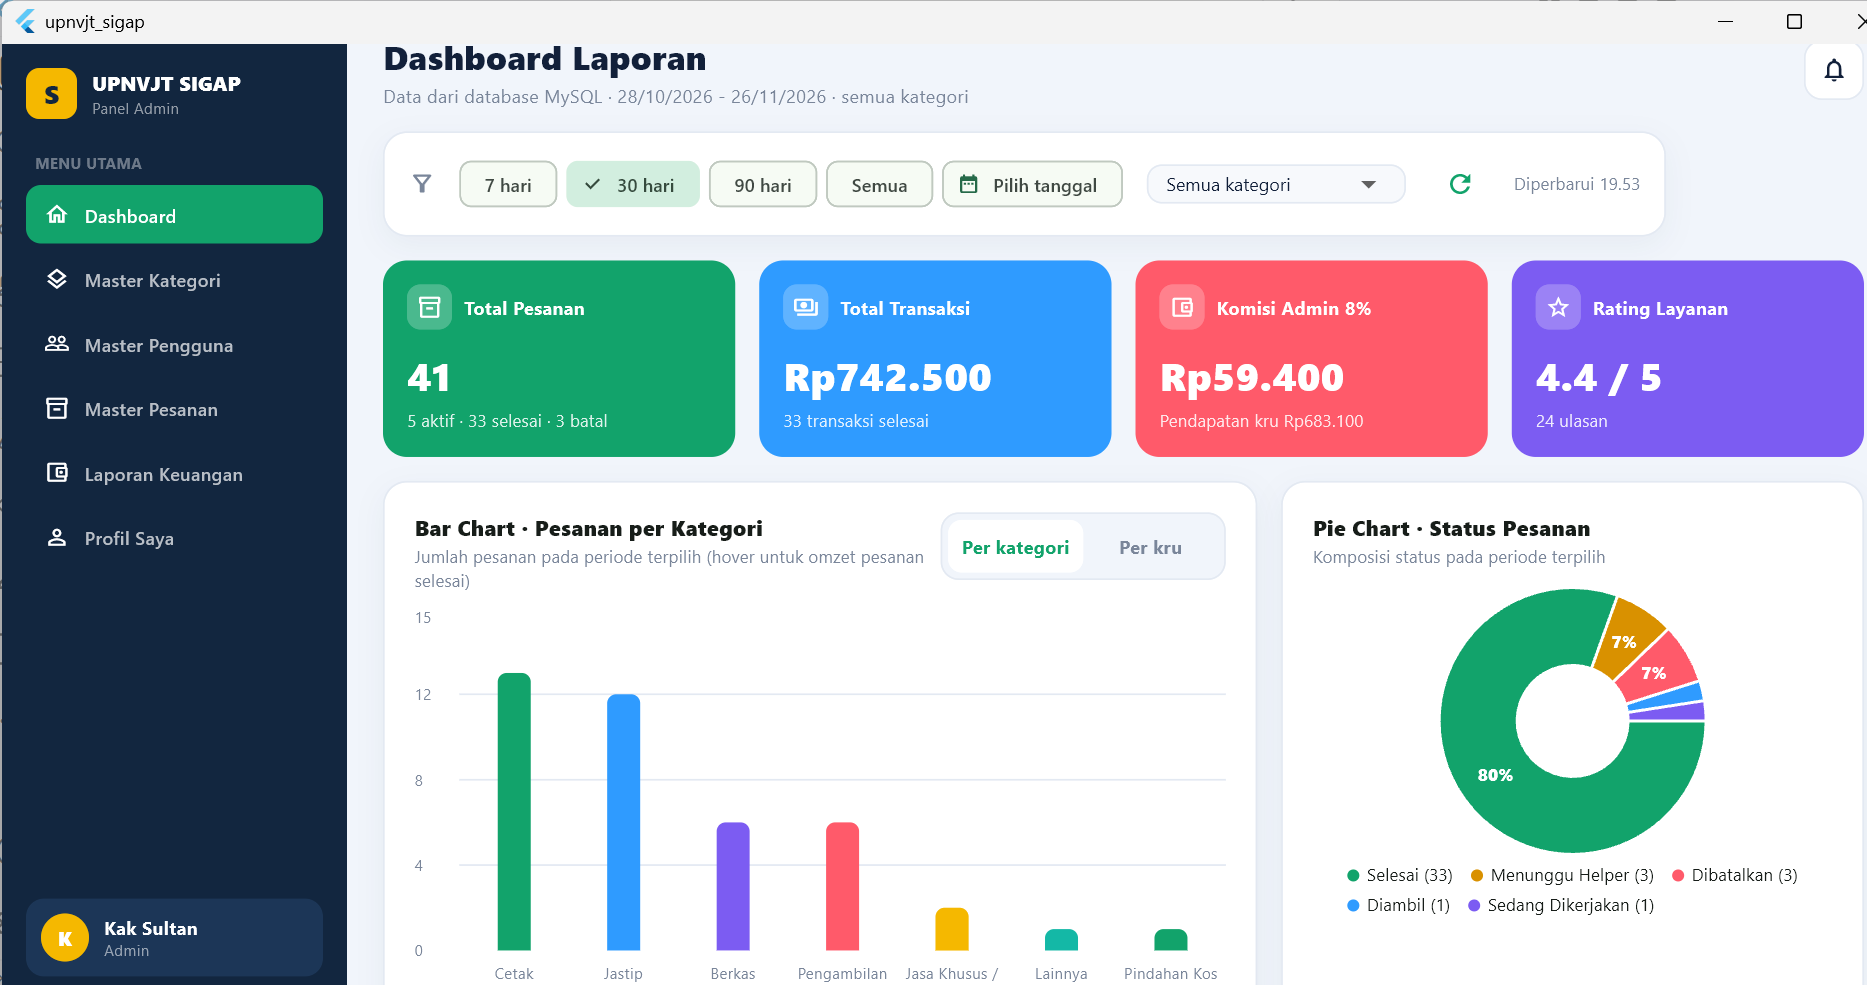 upnvjt_sigap
S
UPNVJT SIGAP
Panel Admin
MENU UTAMA
Dashboard
Master Kategori
Master Pengguna
Master Pesanan
Laporan Keuangan
Profil Saya
K
Kak Sultan
Admin
Dashboard Laporan
Data dari database MySQL · 28/10/2026 - 26/11/2026 · semua kategori
7 hari
30 hari
90 hari
Semua
Pilih tanggal
Semua kategori
Diperbarui 19.53
Total Pesanan
41
5 aktif · 33 selesai · 3 batal
Total Transaksi
Rp742.500
33 transaksi selesai
Komisi Admin 8%
Rp59.400
Pendapatan kru Rp683.100
Rating Layanan
4.4 / 5
24 ulasan
Bar Chart · Pesanan per Kategori
Jumlah pesanan pada periode terpilih (hover untuk omzet pesanan
selesai)
Per kategori
Per kru
15
12
8
4
0
Cetak
Jastip
Berkas
Pengambilan
Jasa Khusus /
Lainnya
Pindahan Kos
Pie Chart · Status Pesanan
Komposisi status pada periode terpilih
7%
7%
80%
Selesai (33)
Menunggu Helper (3)
Dibatalkan (3)
Diambil (1)
Sedang Dikerjakan (1)